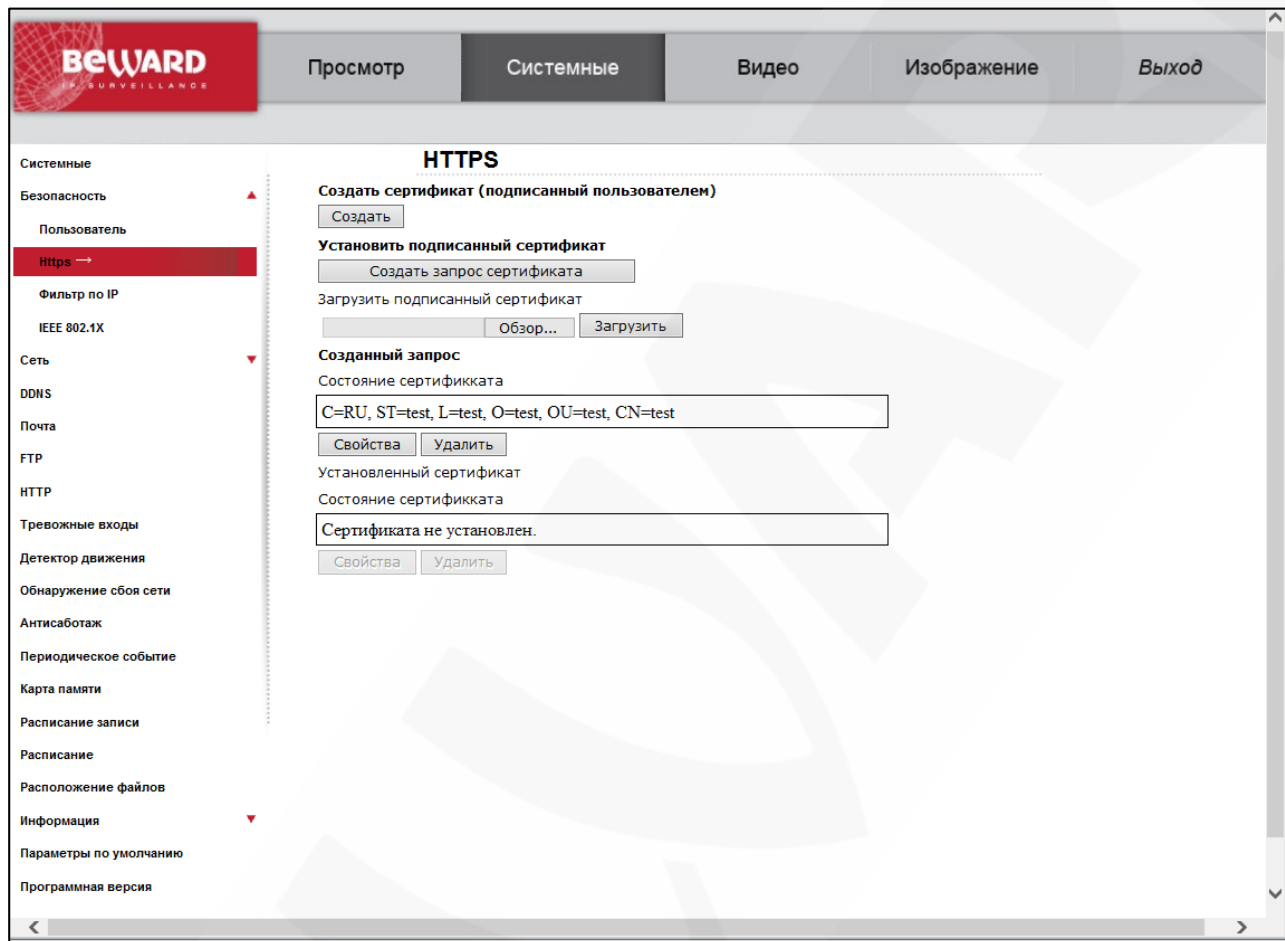 BEWARD
IP SURVEILLANCE
Просмотр
Системные
Видео
Изображение
Выход
Системные
Безопасность
Пользователь
Https →
Фильтр по IP
IEEE 802.1X
Сеть
DDNS
Почта
FTP
HTTP
Тревожные входы
Детектор движения
Обнаружение сбоя сети
Антисаботаж
Периодическое событие
Карта памяти
Расписание записи
Расписание
Расположение файлов
Информация
Параметры по умолчанию
Программная версия
HTTPS
Создать сертификат (подписанный пользователем)
Создать
Установить подписанный сертификат
Создать запрос сертификата
Загрузить подписанный сертификат
Обзор... Загрузить
Созданный запрос
Состояние сертификката
C=RU, ST=test, L=test, O=test, OU=test, CN=test
Свойства Удалить
Установленный сертификат
Состояние сертификката
Сертификата не установлен.
Свойства Удалить